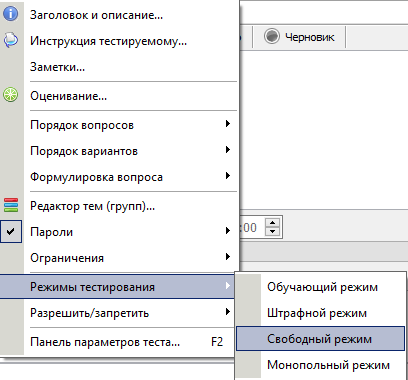 Заголовок и описание...
Инструкция тестируемому...
Черновик
Заметки...
Оценивание...
Порядок вопросов
Порядок вариантов
Формулировка вопроса
Редактор тем (групп)...
Пароли
:00
Ограничения
Режимы тестирования
Обучающий режим
Разрешить/запретить
Штрафной режим
Панель параметров теста... F2
Свободный режим
Монопольный режим